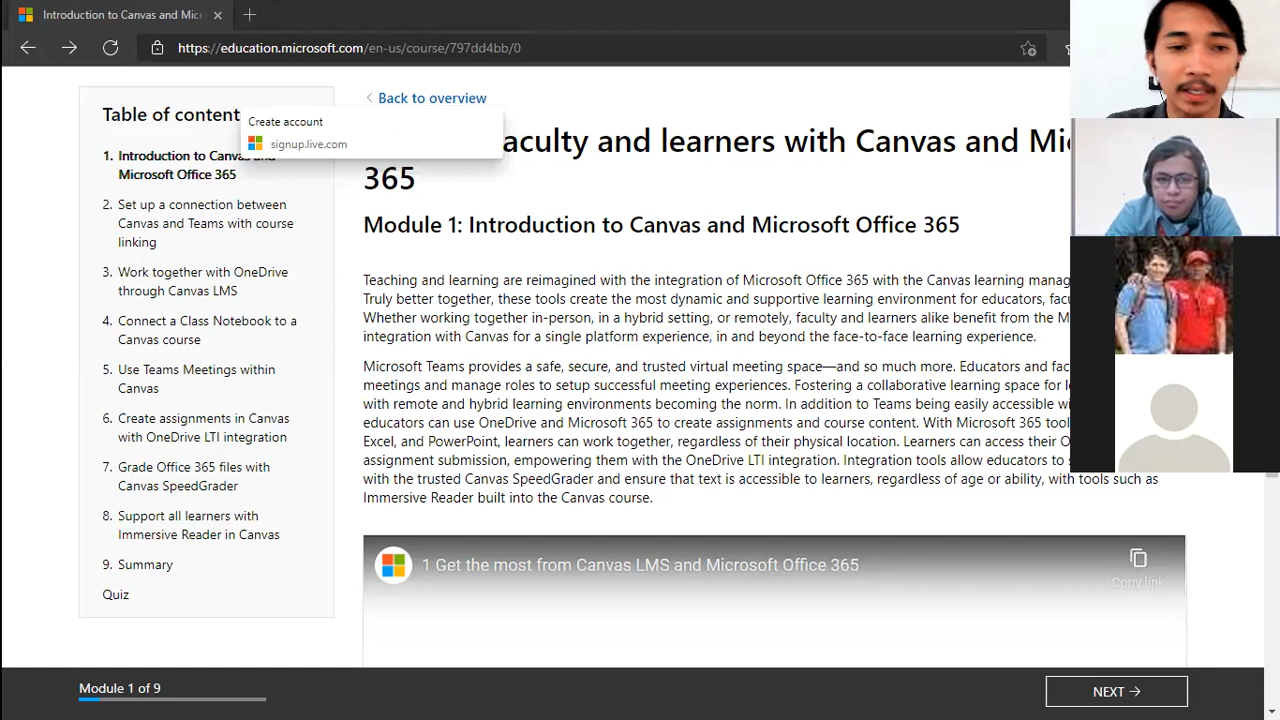 Introduction to Canvas and Micr
https://education.microsoft.com/en-us/course/797dd4bb/0
Table of content
Create account
signup.live.com
1. Introduction to Canvas and
Microsoft Office 365
2. Set up a connection between
Canvas and Teams with course
linking
3. Work together with OneDrive
through Canvas LMS
4. Connect a Class Notebook to a
Canvas course
5. Use Teams Meetings within
Canvas
6. Create assignments in Canvas
with OneDrive LTI integration
7. Grade Office 365 files with
Canvas SpeedGrader
8. Support all learners with
Immersive Reader in Canvas
9. Summary
Quiz
Back to overview
aculty and learners with Canvas and Mi
365
Module 1: Introduction to Canvas and Microsoft Office 365
Teaching and learning are reimagined with the integration of Microsoft Office 365 with the Canvas learning manag
Truly better together, these tools create the most dynamic and supportive learning environment for educators, fac
Whether working together in-person, in a hybrid setting, or remotely, faculty and learners alike benefit from the M
integration with Canvas for a single platform experience, in and beyond the face-to-face learning experience.
Microsoft Teams provides a safe, secure, and trusted virtual meeting space—and so much more. Educators and fac
meetings and manage roles to setup successful meeting experiences. Fostering a collaborative learning space for l
with remote and hybrid learning environments becoming the norm. In addition to Teams being easily accessible wi
educators can use OneDrive and Microsoft 365 to create assignments and course content. With Microsoft 365 tool
Excel, and PowerPoint, learners can work together, regardless of their physical location. Learners can access their O
assignment submission, empowering them with the OneDrive LTI integration. Integration tools allow educators to s
with the trusted Canvas SpeedGrader and ensure that text is accessible to learners, regardless of age or ability, with tools such as
Immersive Reader built into the Canvas course.
1 Get the most from Canvas LMS and Microsoft Office 365
Copy link
Module 1 of 9
NEXT →